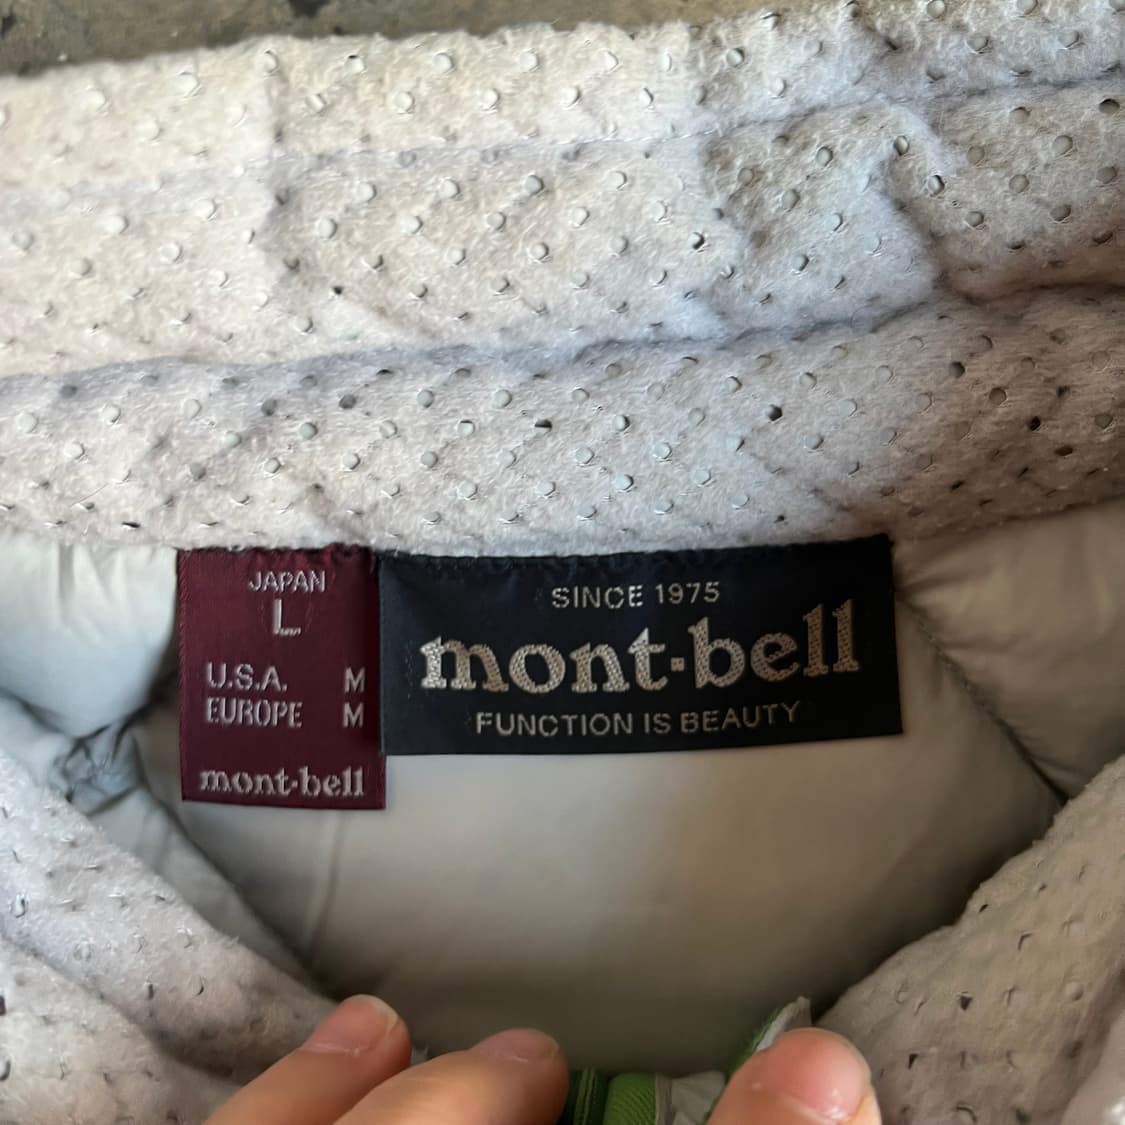 JAPAN
L
U.S.A. M
EUROPE M
mont-bell
SINCE 1975
mont-bell
FUNCTION IS BEAUTY